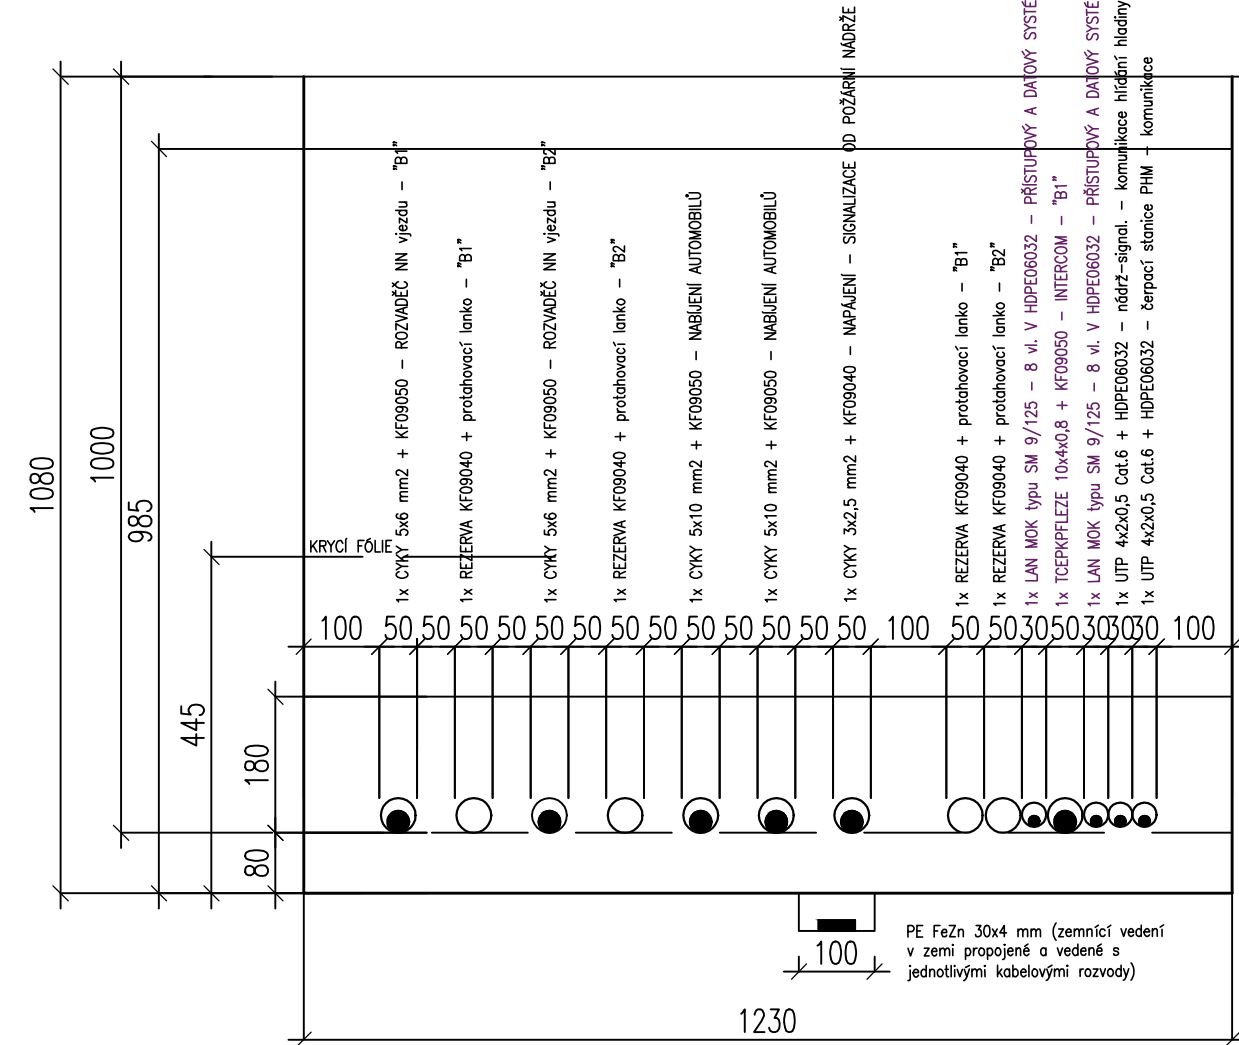 1x CYKY 5x6 mm2 + KF09050 – ROZVADĚČ NN vjezdu – "B1"
1x REZERVA KF09040 + protahovací lanko – "B1"
1x CYKY 5x6 mm2 + KF09050 – ROZVADĚČ NN vjezdu – "B2"
1x REZERVA KF09040 + protahovací lanko – "B2"
1x CYKY 5x10 mm2 + KF09050 – NABÍJENÍ AUTOMOBILŮ
1x CYKY 5x10 mm2 + KF09050 – NABÍJENÍ AUTOMOBILŮ
1x CYKY 3x2,5 mm2 + KF09040 – NAPÁJENÍ – SIGNALIZACE OD POŽÁRNÍ NÁDRŽE
1x REZERVA KF09040 + protahovací lanko – "B1"
1x REZERVA KF09040 + protahovací lanko – "B2"
1x LAN MOK typu SM 9/125 – 8 vl. V HDPE06032 – PŘÍSTUPOVÝ A DATOVÝ SYSTÉ
1x TCEPKPFLEZE 10x4x0,8 + KF09050 – INTERCOM – "B1"
1x LAN MOK typu SM 9/125 – 8 vl. V HDPE06032 – PŘÍSTUPOVÝ A DATOVÝ SYSTÉ
1x UTP 4x2x0,5 Cat.6 + HDPE06032 – nádrž–signal. – komunikace hlídání hladiny
1x UTP 4x2x0,5 Cat.6 + HDPE06032 – čerpací stanice PHM – komunikace
1080
1000
985
445
180
80
KRYCÍ FÓLIE
100 50 50 50 50 50 50 50 50 50 50 50 50 50 100 50 50 30 50 30 30 30 100
PE FeZn 30x4 mm (zemnící vedení
v zemi propojené a vedené s
jednotlivými kabelovými rozvody)
100
1230